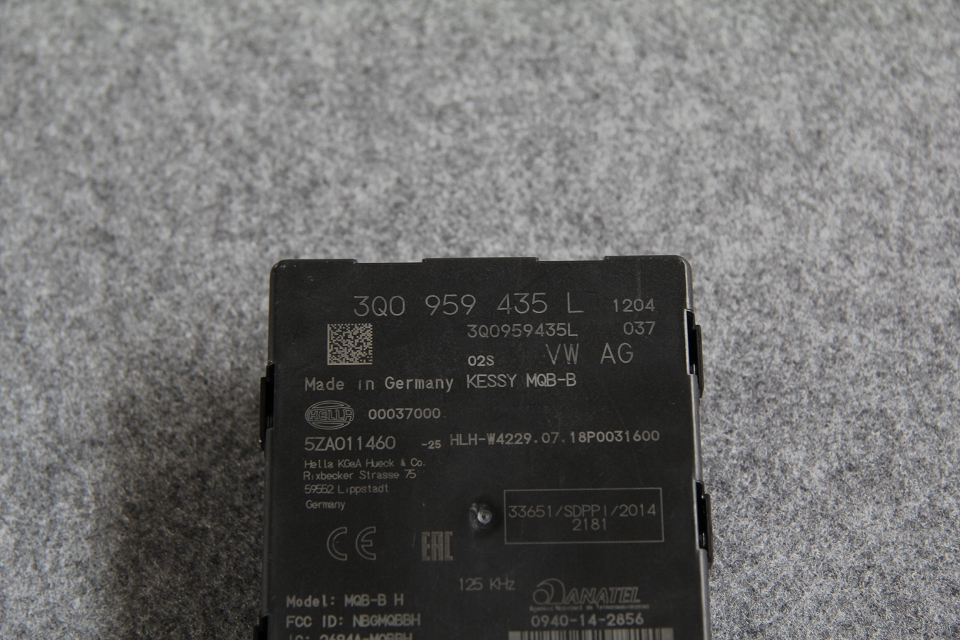 3Q0 959 435 L 1204
3Q0959435L 037
02S VW AG
Made in Germany KESSY MQB-B
HELLA 00037000
5ZA011460 -25 HLH-W4229.07.18P0031600
Hella KGaA Hueck & Co.
Rixbecker Strasse 75
59552 Lippstadt
Germany
33651/SDPPI/2014
2181
CE EAC
125 KHz ANATEL
Model: MQB-B H
FCC ID: NBGMQBBH
0940-14-2856